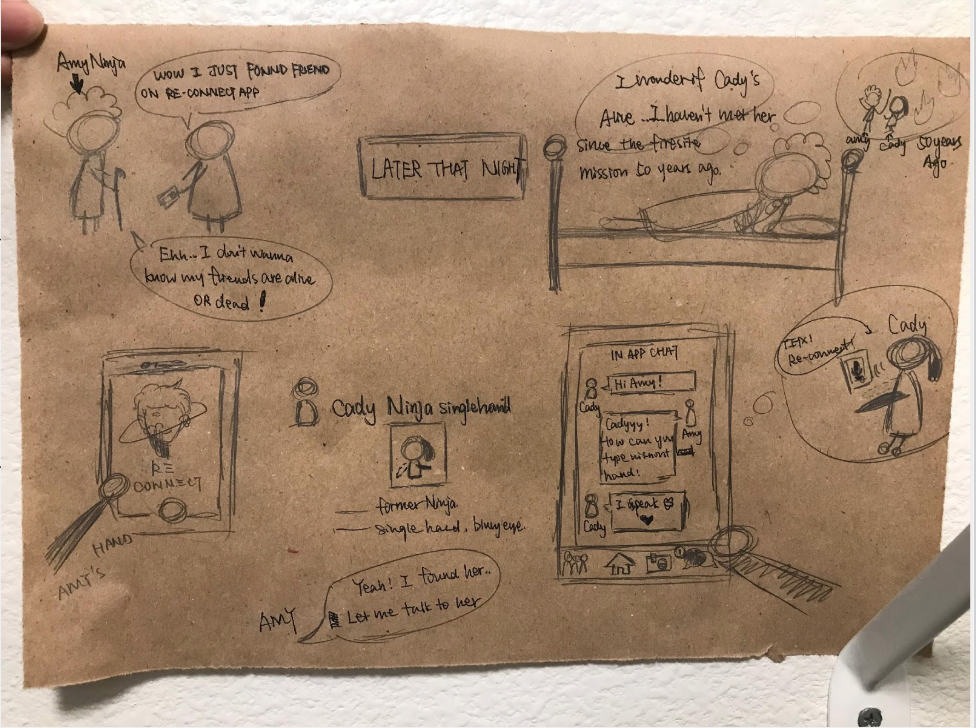 Amy Ninja
WOW I JUST FOUND FRIEND
ON RE-CONNECT APP
Ehh... I don't wanna
know my friends are alive
OR dead !
LATER THAT NIGHT
I wonder if Cady's
Alive ... I haven't met her
since the firesite
mission 50 years ago.
amy
Cady
50 years
Ago.
RE
CONNECT
HAND
AMY'S
Cady Ninja singlehand
former Ninja
single hand, blurry eye.
AMY
Yeah! I found her..
Let me talk to her
IN APP CHAT
Hi Amy!
Cady
Cadyyy!
How can you
type without
hand!
Amy
I speak
Cady
Re-connect!
Cady